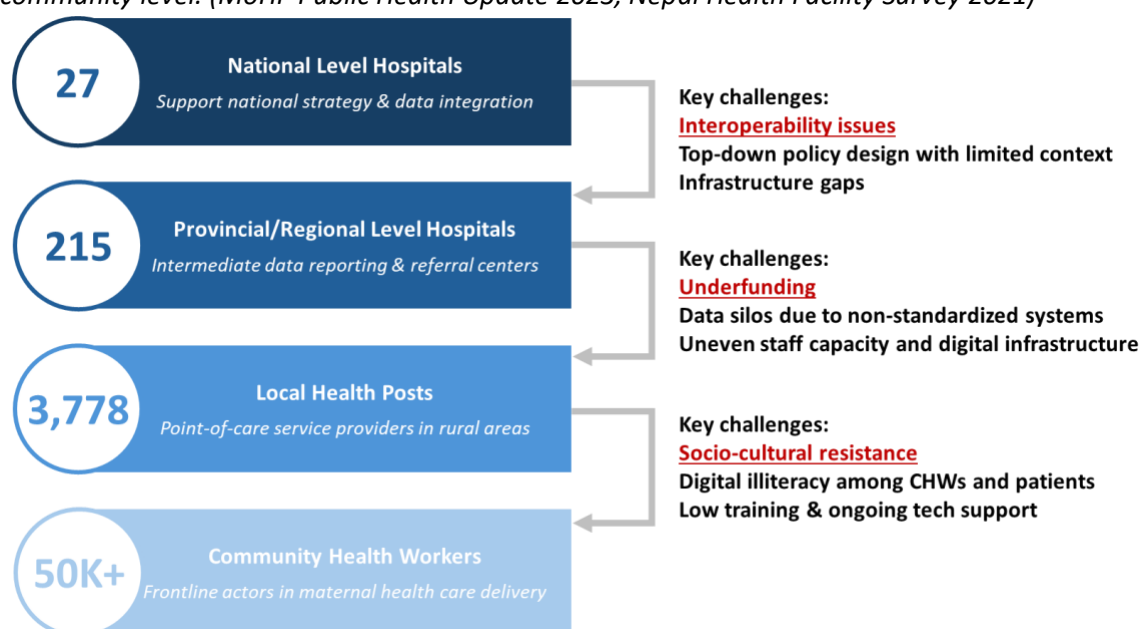 community level. (MoHP Public Health Update 2023, Nepal Health Facility Survey 2021)
27
National Level Hospitals
Support national strategy & data integration
Key challenges:
Interoperability issues
Top-down policy design with limited context
Infrastructure gaps
215
Provincial/Regional Level Hospitals
Intermediate data reporting & referral centers
Key challenges:
Underfunding
Data silos due to non-standardized systems
Uneven staff capacity and digital infrastructure
3,778
Local Health Posts
Point-of-care service providers in rural areas
Key challenges:
Socio-cultural resistance
Digital illiteracy among CHWs and patients
Low training & ongoing tech support
50K+
Community Health Workers
Frontline actors in maternal health care delivery